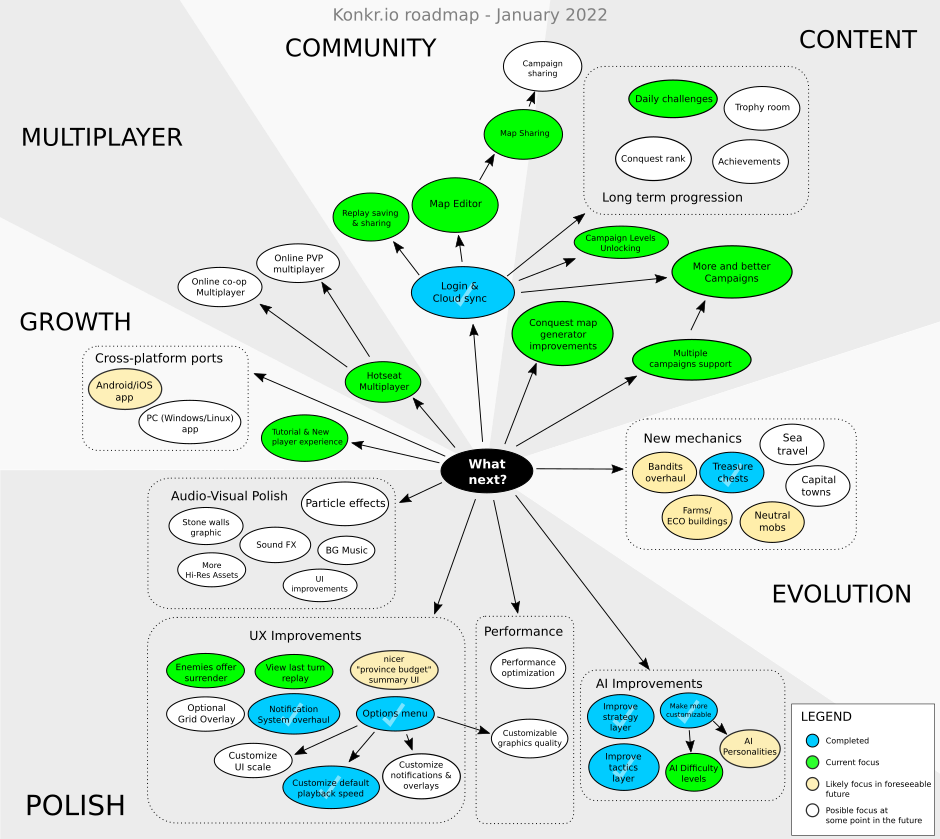 Konkr.io roadmap - January 2022
COMMUNITY
CONTENT
MULTIPLAYER
GROWTH
EVOLUTION
POLISH
Campaign
sharing
Map Sharing
Map Editor
Replay saving
& sharing
Login &
Cloud sync
Daily challenges
Trophy room
Conquest rank
Achievements
Long term progression
Campaign Levels
Unlocking
More and better
Campaigns
Conquest map
generator
improvements
Multiple
campaigns support
Online PVP
multiplayer
Online co-op
Multiplayer
Hotseat
Multiplayer
Cross-platform ports
Android/iOS
app
PC (Windows/Linux)
app
Tutorial & New
player experience
What
next?
New mechanics
Sea
travel
Bandits
overhaul
Treasure
chests
Capital
towns
Farms/
ECO buildings
Neutral
mobs
Audio-Visual Polish
Particle effects
Stone walls
graphic
Sound FX
BG Music
More
Hi-Res Assets
UI
improvements
UX Improvements
Enemies offer
surrender
View last turn
replay
nicer
"province budget"
summary UI
Optional
Grid Overlay
Notification
System overhaul
Options menu
Customize
UI scale
Customize default
playback speed
Customize
notifications &
overlays
Performance
Performance
optimization
Customizable
graphics quality
AI Improvements
Improve
strategy
layer
Make more
customizable
AI
Personalities
Improve
tactics
layer
AI Difficulty
levels
LEGEND
Completed
Current focus
Likely focus in foreseeable
future
Posible focus at
some point in the future